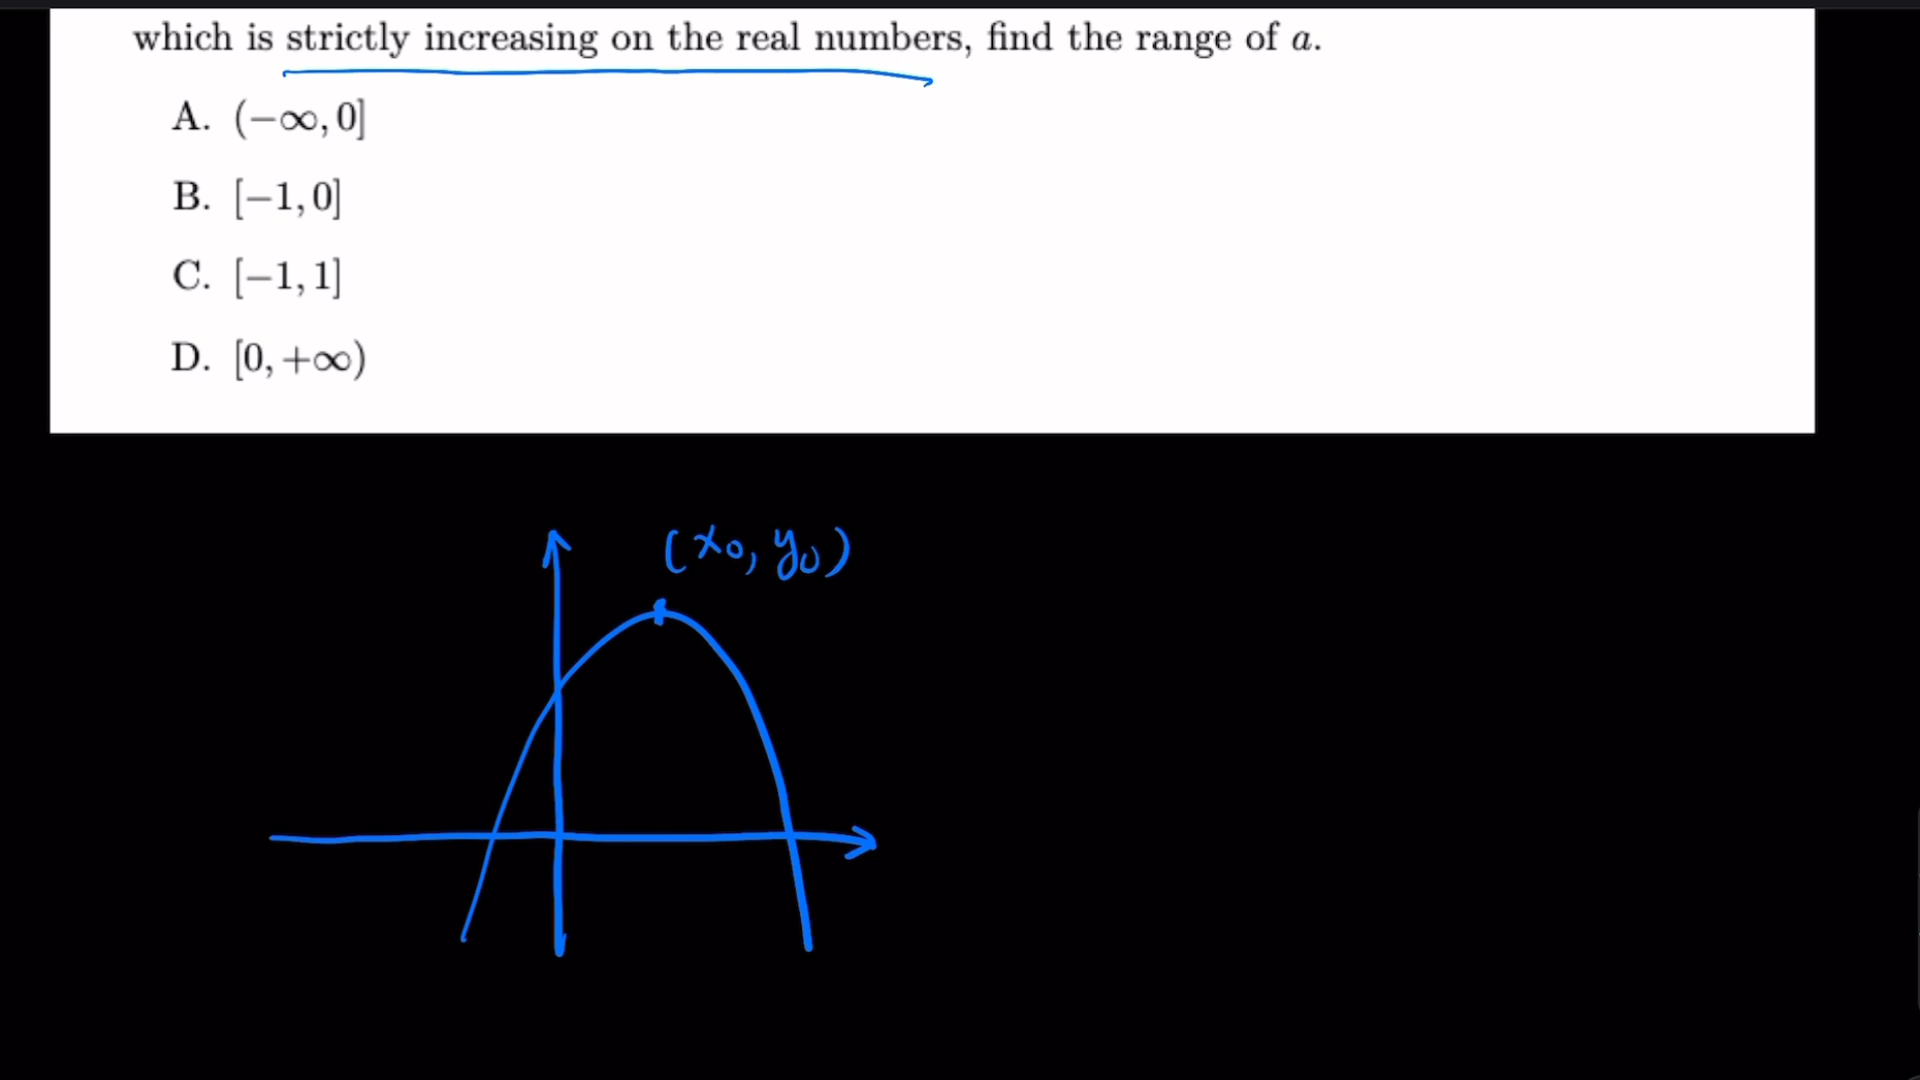 which is strictly increasing on the real numbers, find the range of a.
A. (−∞, 0]
B. [−1, 0]
C. [−1, 1]
D. [0, +∞)
(x₀, y₀)